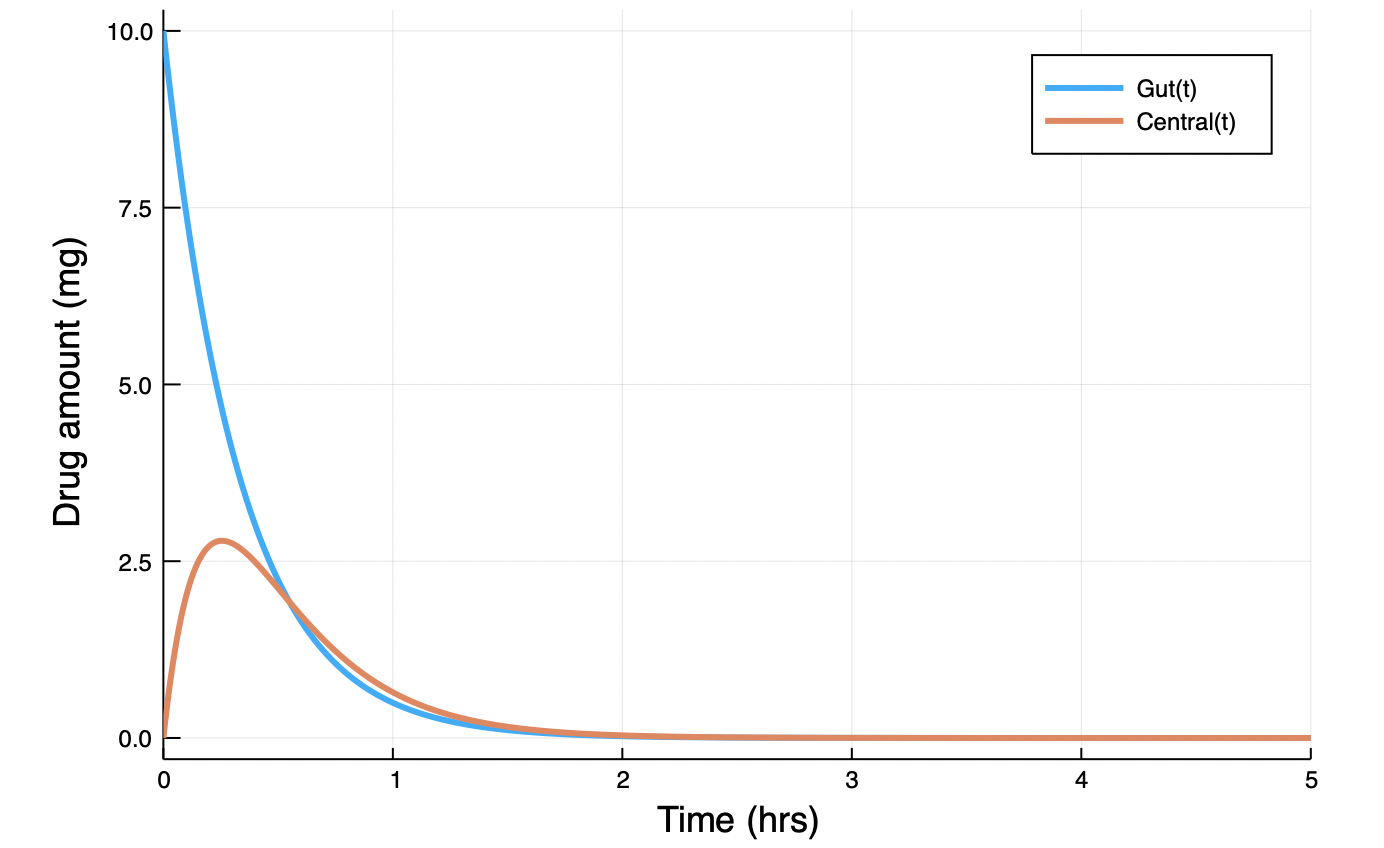 10.0
7.5
5.0
2.5
0.0
Drug amount (mg)
Gut(t)
Central(t)
0 1 2 3 4 5
Time (hrs)